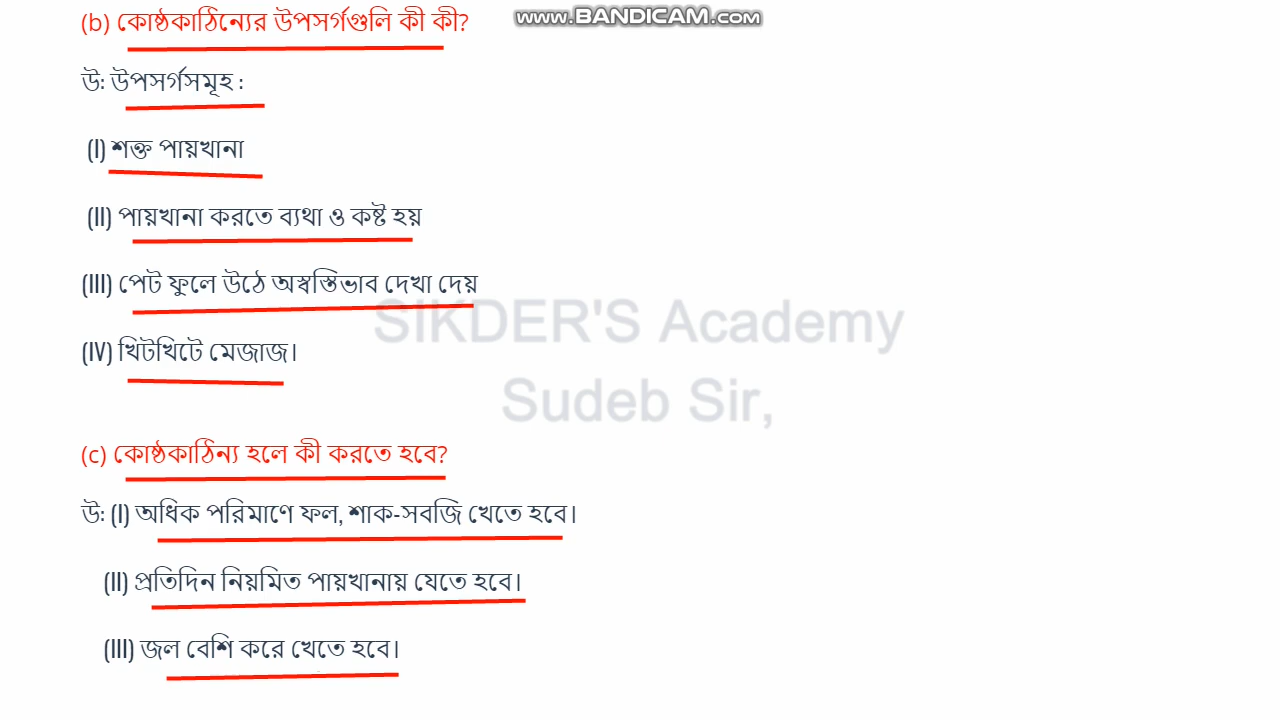 www.BANDICAM.com
(b) কোষ্ঠকাঠিন্যের উপসর্গগুলি কী কী?
উ: উপসর্গসমূহ :
(I) শক্ত পায়খানা
(II) পায়খানা করতে ব্যথা ও কষ্ট হয়
(III) পেট ফুলে উঠে অস্বস্তিভাব দেখা দেয়
SIKDER'S Academy
(IV) খিটখিটে মেজাজ।
Sudeb Sir,
(c) কোষ্ঠকাঠিন্য হলে কী করতে হবে?
উ: (I) অধিক পরিমাণে ফল, শাক-সবজি খেতে হবে।
(II) প্রতিদিন নিয়মিত পায়খানায় যেতে হবে।
(III) জল বেশি করে খেতে হবে।